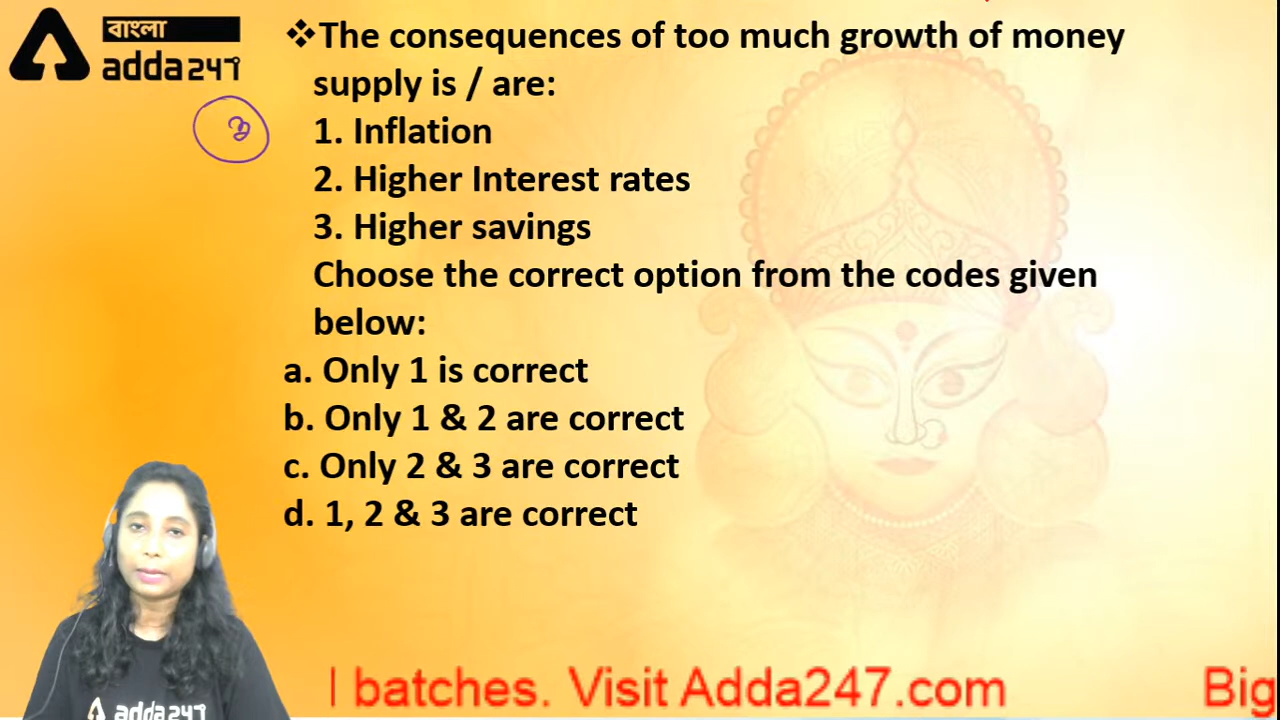 বাংলা
adda247
❖The consequences of too much growth of money
supply is / are:
1. Inflation
2. Higher Interest rates
3. Higher savings
Choose the correct option from the codes given
below:
a. Only 1 is correct
b. Only 1 & 2 are correct
c. Only 2 & 3 are correct
d. 1, 2 & 3 are correct
adda247
l batches. Visit Adda247.com
Big